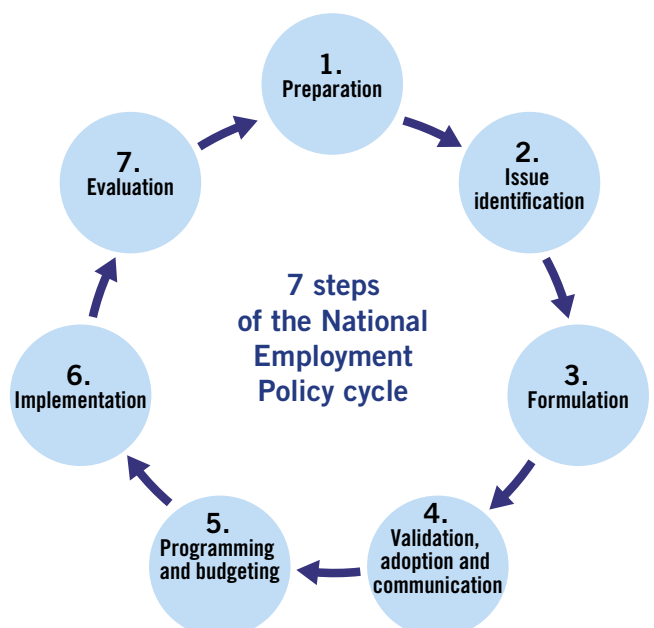 1.
Preparation
2.
Issue
identification
3.
Formulation
4.
Validation,
adoption and
communication
5.
Programming
and budgeting
6.
Implementation
7.
Evaluation
7 steps
of the National
Employment
Policy cycle